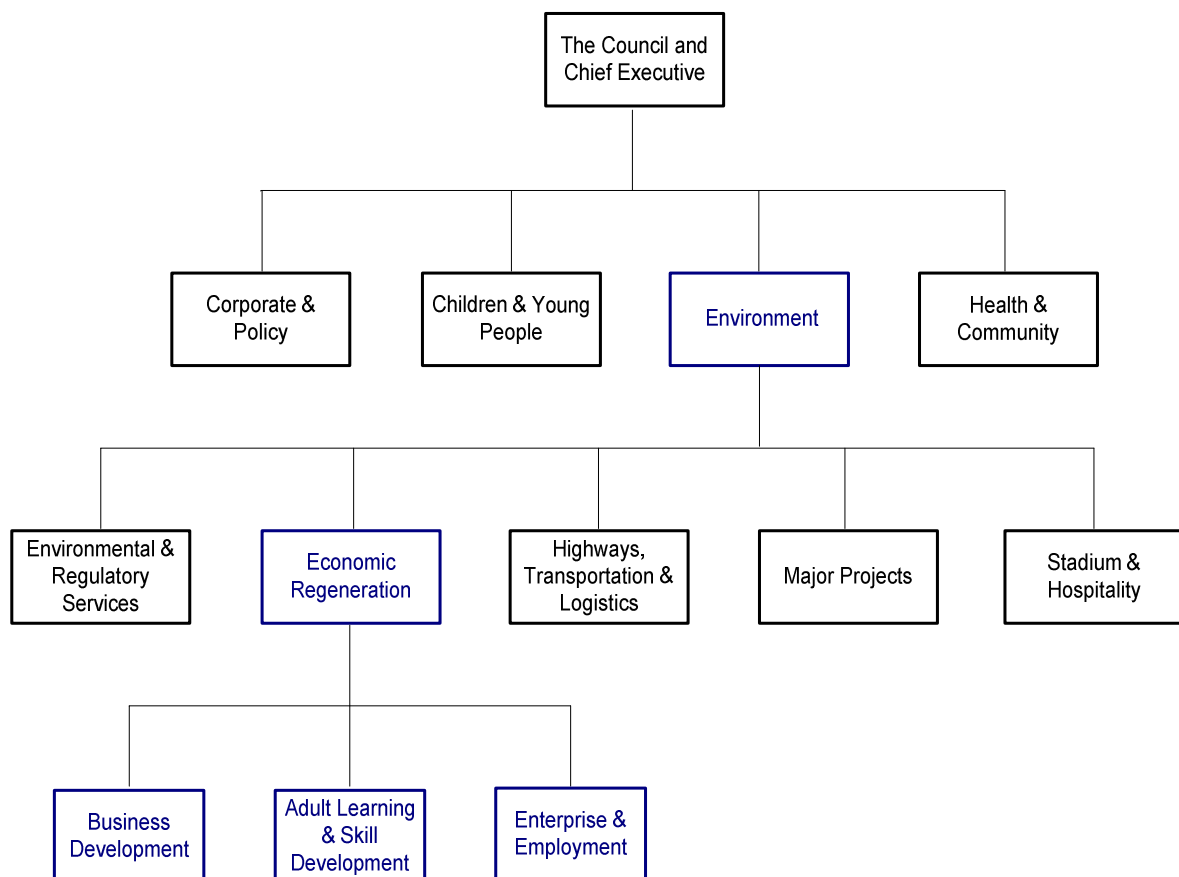 The Council and
Chief Executive
Corporate &
Policy
Children & Young
People
Environment
Health &
Community
Environmental &
Regulatory
Services
Economic
Regeneration
Highways,
Transportation &
Logistics
Major Projects
Stadium &
Hospitality
Business
Development
Adult Learning
& Skill
Development
Enterprise &
Employment